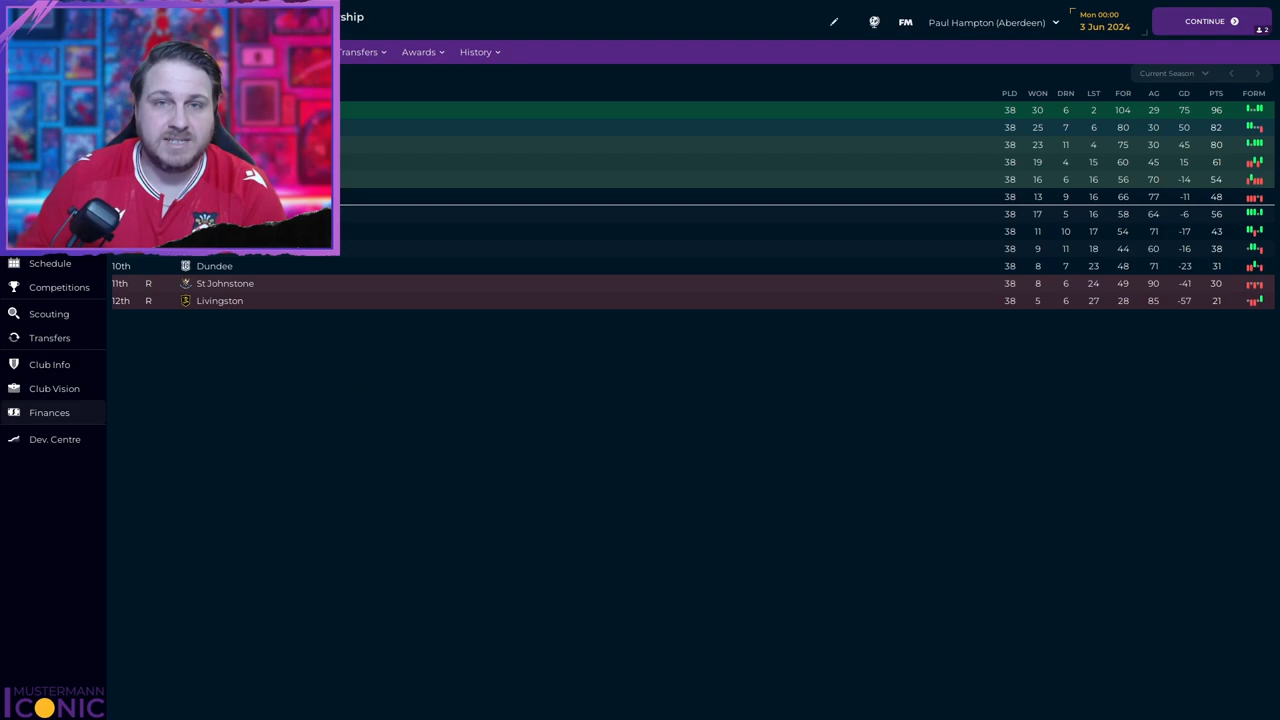 ship
FM
Paul Hampton (Aberdeen)
Mon 00:00
3 Jun 2024
CONTINUE
2
Transfers
Awards
History
Current Season
PLD WON DRN LST FOR AG GD PTS FORM
38 30 6 2 104 29 75 96
38 25 7 6 80 30 50 82
38 23 11 4 75 30 45 80
38 19 4 15 60 45 15 61
38 16 6 16 56 70 -14 54
38 13 9 16 66 77 -11 48
38 17 5 16 58 64 -6 56
38 11 10 17 54 71 -17 43
38 9 11 18 44 60 -16 38
10th Dundee 38 8 7 23 48 71 -23 31
11th R St Johnstone 38 8 6 24 49 90 -41 30
12th R Livingston 38 5 6 27 28 85 -57 21
Schedule
Competitions
Scouting
Transfers
Club Info
Club Vision
Finances
Dev. Centre
MUSTERMANN
ICONIC